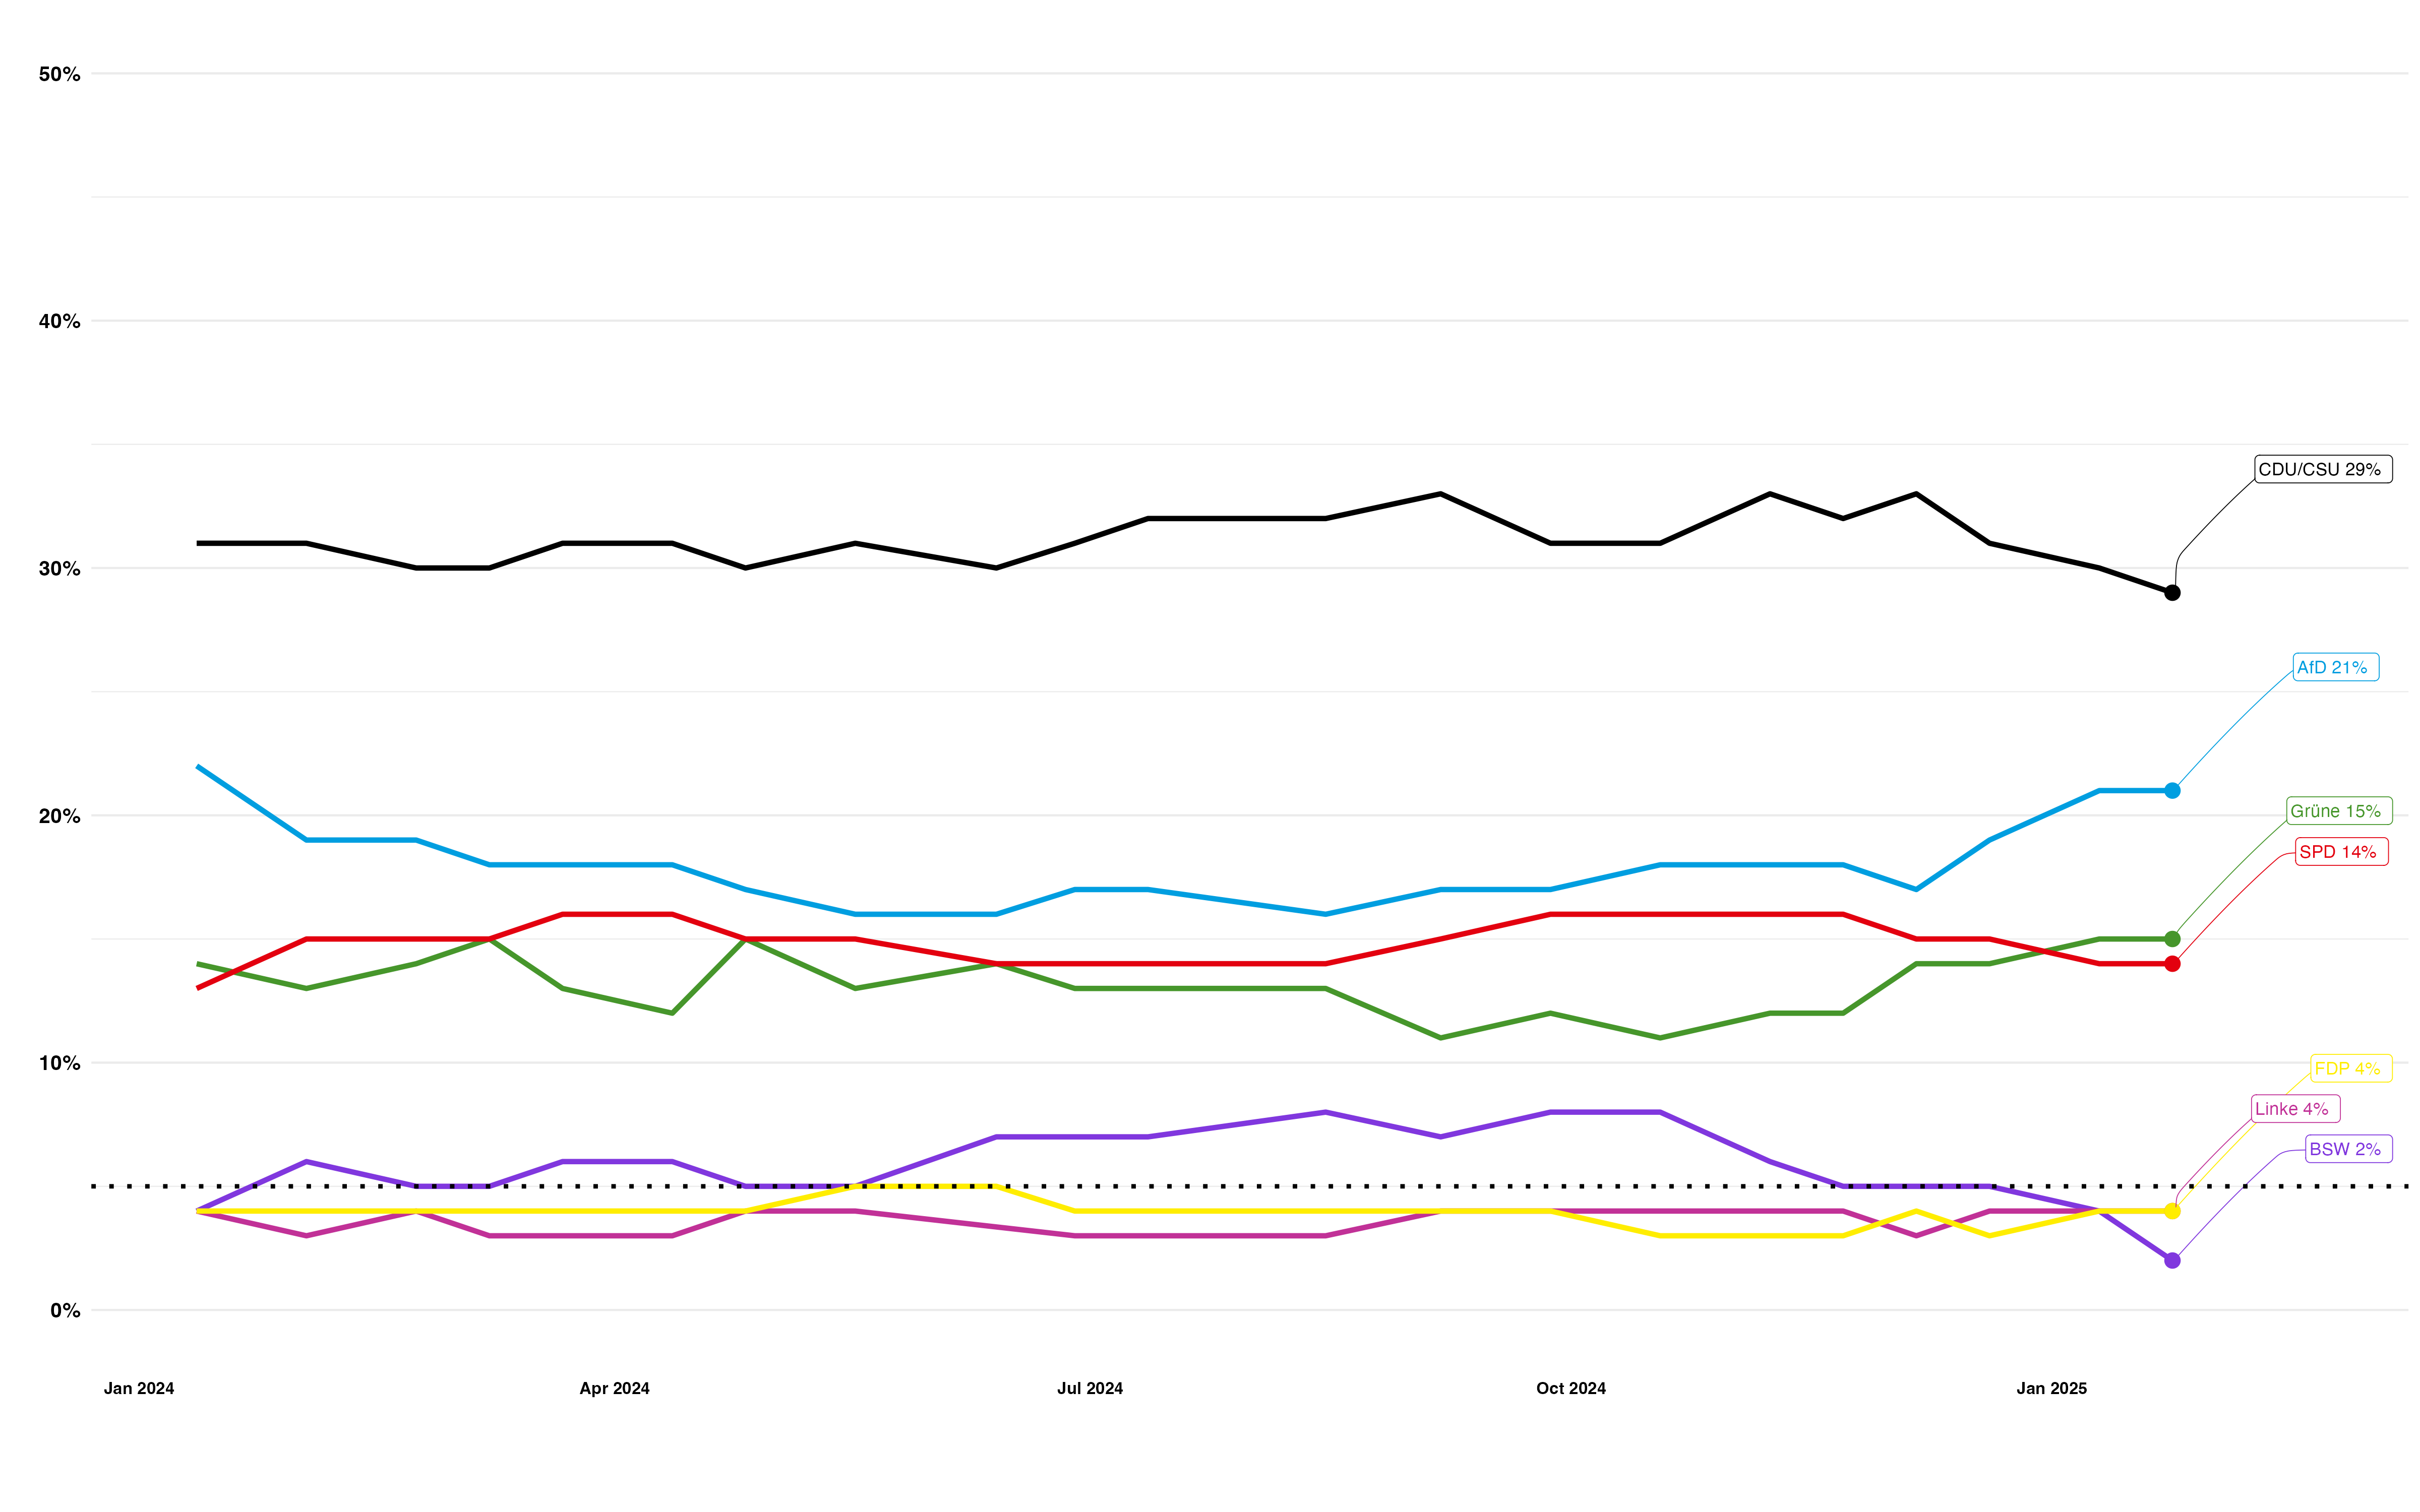 50%
40%
30%
20%
10%
0%
CDU/CSU 29%
AfD 21%
Grüne 15%
SPD 14%
FDP 4%
Linke 4%
BSW 2%
Jan 2024
Apr 2024
Jul 2024
Oct 2024
Jan 2025